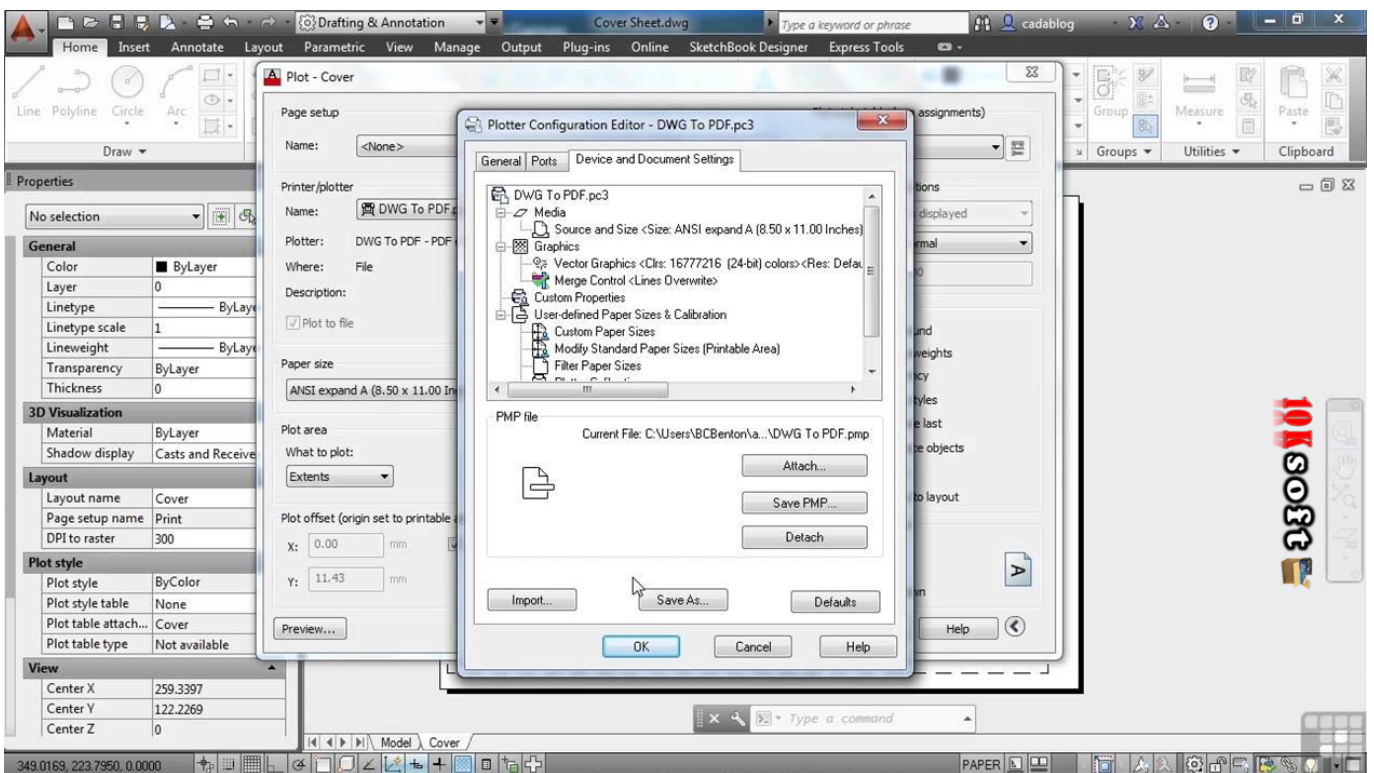 Drafting & Annotation
Cover Sheet.dwg
Type a keyword or phrase
cadablog
Home Insert Annotate Layout Parametric View Manage Output Plug-ins Online SketchBook Designer Express Tools
Line Polyline Circle Arc
Draw
Group
Measure
Paste
Groups Utilities Clipboard
Properties
No selection
General
Color ByLayer
Layer 0
Linetype ByLaye
Linetype scale 1
Lineweight ByLaye
Transparency ByLayer
Thickness 0
3D Visualization
Material ByLayer
Shadow display Casts and Receive
Layout
Layout name Cover
Page setup name Print
DPI to raster 300
Plot style
Plot style ByColor
Plot style table None
Plot table attach... Cover
Plot table type Not available
View
Center X 259.3397
Center Y 122.2269
Center Z 0
Plot - Cover
Page setup
Name: <None>
Printer/plotter
Name: DWG To PDF.p
Plotter: DWG To PDF - PDF
Where: File
Description:
Plot to file
Paper size
ANSI expand A (8.50 x 11.00 In
Plot area
What to plot:
Extents
Plot offset (origin set to printable a
X: 0.00 mm
Y: 11.43 mm
Preview...
assignments)
tions
displayed
rmal
und
weights
ncy
tyles
e last
ce objects
to layout
wn
Help
Plotter Configuration Editor - DWG To PDF.pc3
General Ports Device and Document Settings
DWG To PDF.pc3
Media
Source and Size <Size: ANSI expand A (8.50 x 11.00 Inches)
Graphics
Vector Graphics <Clrs: 16777216 (24-bit) colors><Res: Defau
Merge Control <Lines Overwrite>
Custom Properties
User-defined Paper Sizes & Calibration
Custom Paper Sizes
Modify Standard Paper Sizes (Printable Area)
Filter Paper Sizes
PMP file
Current File: C:\Users\BCBenton\a...\DWG To PDF.pmp
Attach...
Save PMP...
Detach
Import... Save As... Defaults
OK Cancel Help
10K soft
Type a command
Model Cover
349.0169, 223.7950, 0.0000
PAPER